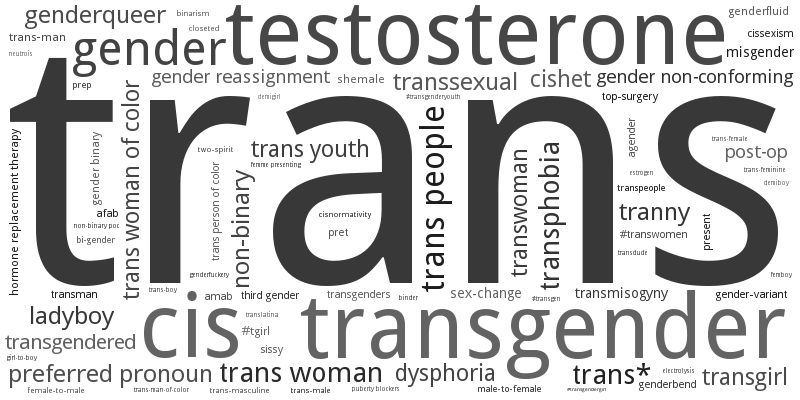 genderqueer
binarism
testosterone
genderfluid
trans-man
closeted
gender
cissexism
misgender
neutrois
gender reassignment
shemale
transsexual
cishet
gender non-conforming
prep
trans
demigirl
#transgenderyouth
top-surgery
hormone replacement therapy
gender binary
trans woman of color
two-spirit
trans youth
femme presenting
trans people
agender
trans-female
post-op
estrogen
trans-feminine
demiboy
transpeople
afab
non-binary poc
bi-gender
trans person of color
non-binary
cisnormativity
pret
transwoman
transphobia
tranny
#transwomen
present
transdude
genderfuckery
femboy
transman
trans-boy
amab
third gender
transgenders
binder
sex-change
#transgen
transmisogyny
gender-variant
ladyboy
cis
translatina
#tgirl
transgender
transgendered
sissy
girl-to-boy
preferred pronoun
trans woman
dysphoria
trans*
electrolysis
genderbend
transgirl
female-to-male
trans-man-of-color
trans-masculine
trans-male
puberty blockers
male-to-female
#transgendergirl